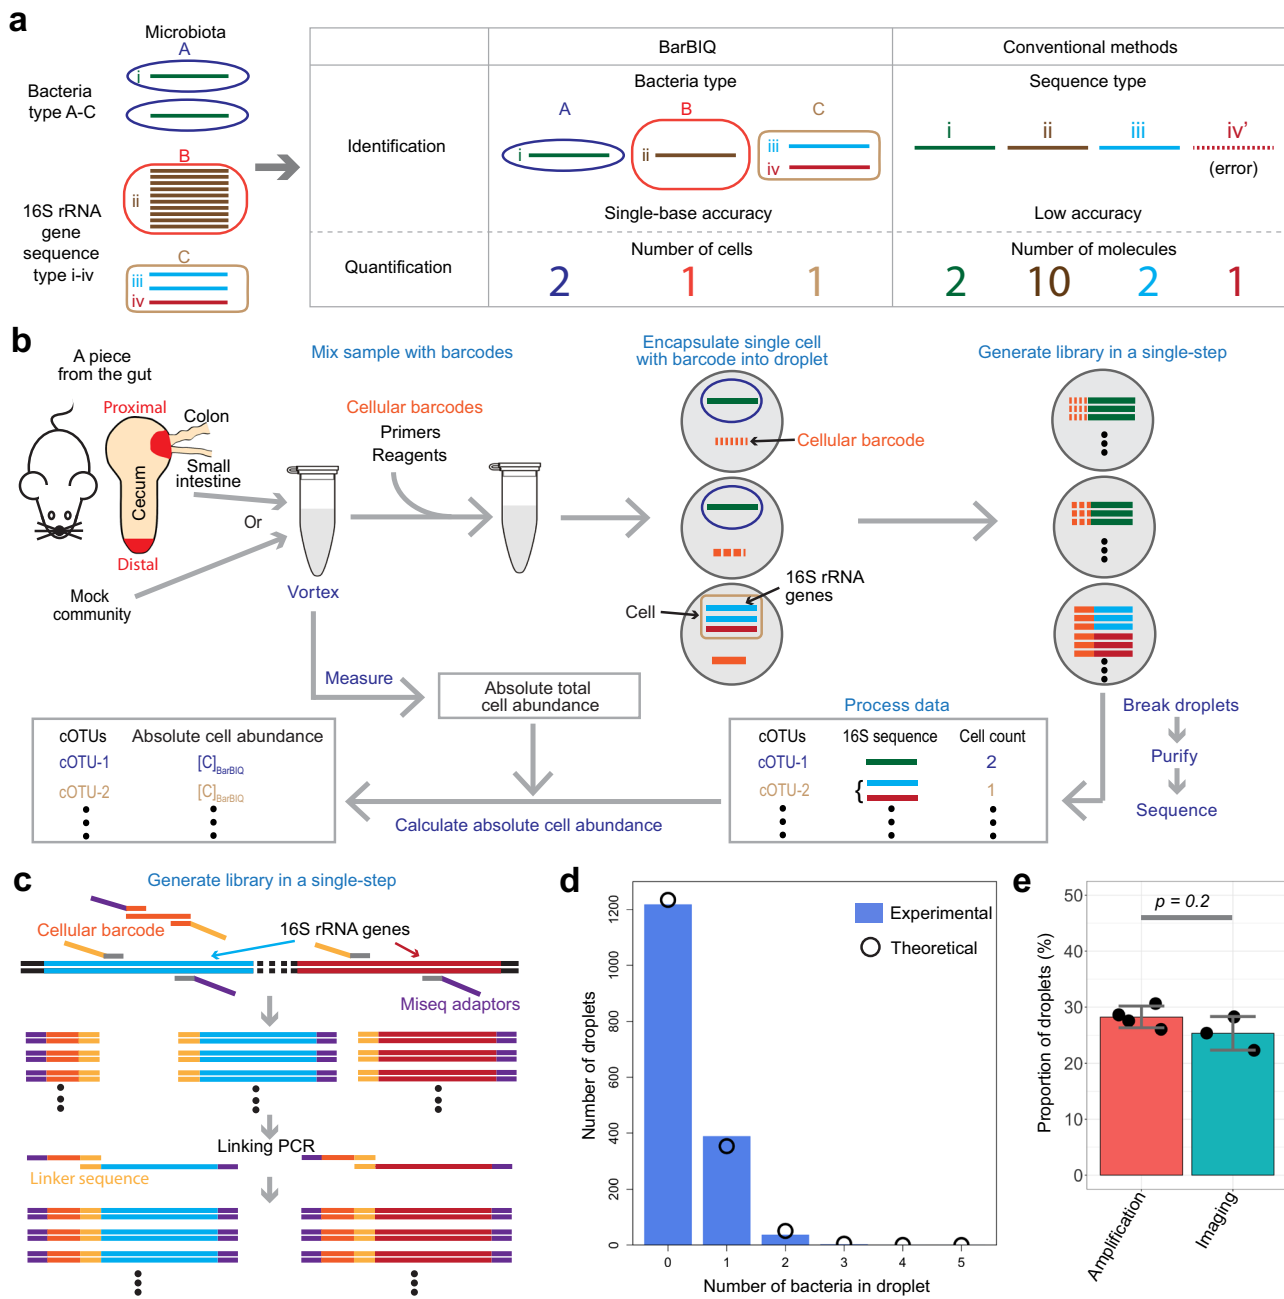 a
Microbiota
A
i
Bacteria
type A-C
B
ii
16S rRNA
gene
sequence
type i-iv
C
iii
iv
BarBIQ
Conventional methods
Identification
Bacteria type
A
B
C
i
ii
iii
iv
Single-base accuracy
Sequence type
i
ii
iii
iv'
(error)
Low accuracy
Quantification
Number of cells
2
1
1
Number of molecules
2
10
2
1
b
A piece
from the gut
Proximal
Colon
Small
intestine
Cecum
Distal
Or
Mock
community
Vortex
Mix sample with barcodes
Cellular barcodes
Primers
Reagents
Encapsulate single cell
with barcode into droplet
Cellular barcode
16S rRNA
genes
Cell
Generate library in a single-step
Break droplets
Purify
Sequence
Measure
Absolute total
cell abundance
Process data
cOTUs 16S sequence Cell count
cOTU-1 2
cOTU-2 { 1
Calculate absolute cell abundance
cOTUs Absolute cell abundance
cOTU-1 [C]BarBIQ
cOTU-2 [C]BarBIQ
c
Generate library in a single-step
Cellular barcode
16S rRNA genes
Miseq adaptors
Linking PCR
Linker sequence
d
Number of droplets
1200
1000
800
600
400
200
0
Experimental
Theoretical
0 1 2 3 4 5
Number of bacteria in droplet
e
Proportion of droplets (%)
50
40
30
20
10
0
p = 0.2
Amplification
Imaging